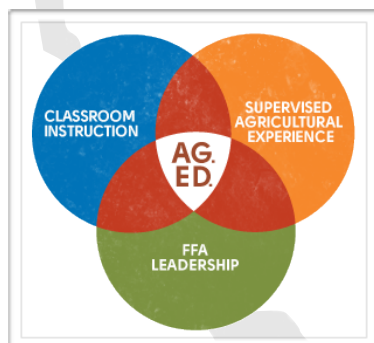 CLASSROOM
INSTRUCTION
SUPERVISED
AGRICULTURAL
EXPERIENCE
AG.
ED.
FFA
LEADERSHIP